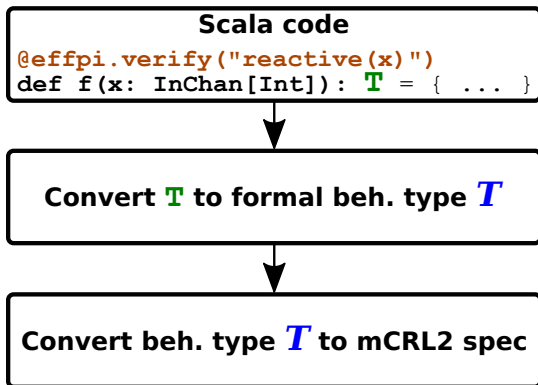 Scala code
@effpi.verify("reactive(x)")
def f(x: InChan[Int]): T = { ... }
Convert T to formal beh. type T
Convert beh. type T to mCRL2 spec